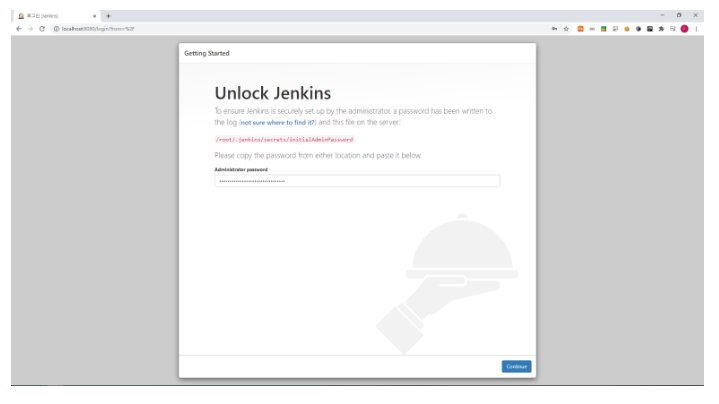 로그인 [Jenkins]
localhost:8080/login?from=%2F
Getting Started
Unlock Jenkins
To ensure Jenkins is securely set up by the administrator, a password has been written to
the log (not sure where to find it?) and this file on the server:
/root/.jenkins/secrets/initialAdminPassword
Please copy the password from either location and paste it below.
Administrator password
Continue